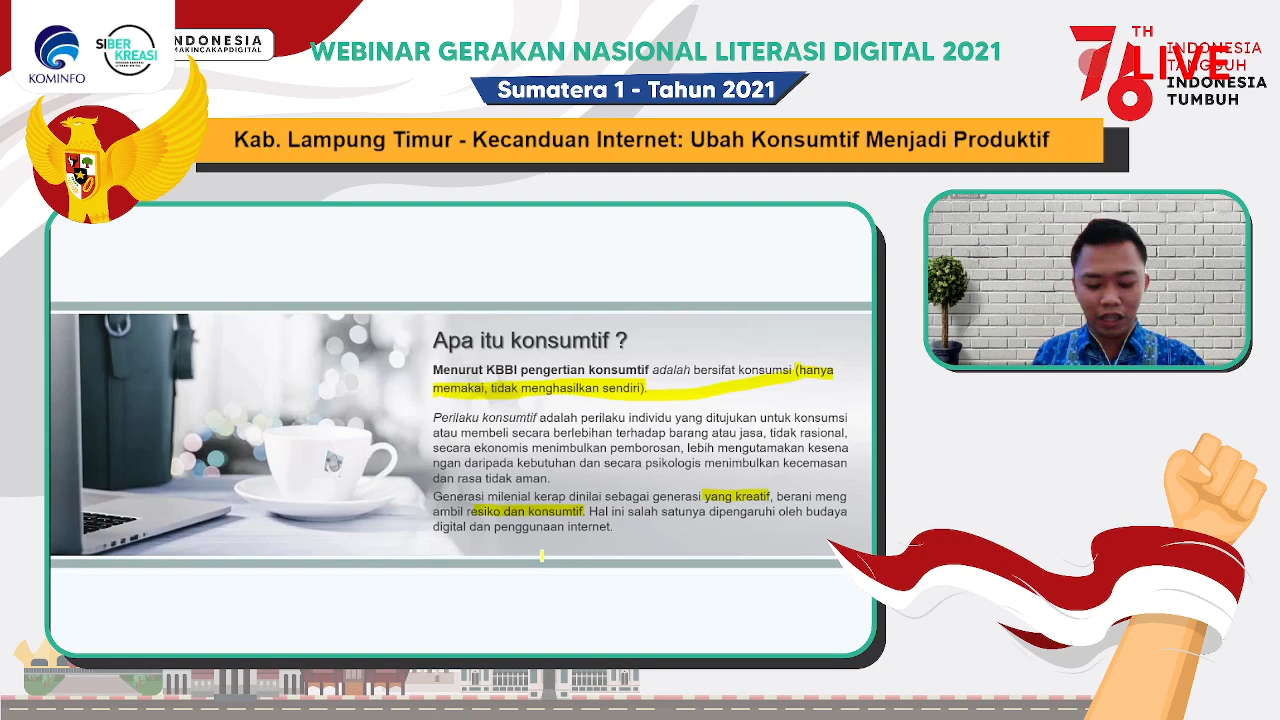 KOMINFO
SIBER
KREASI
INDONESIA
MAKINCAKAPDIGITAL
WEBINAR GERAKAN NASIONAL LITERASI DIGITAL 2021
Sumatera 1 - Tahun 2021
76
TH
LIVE
INDONESIA
TANGGUH
INDONESIA
TUMBUH
Kab. Lampung Timur - Kecanduan Internet: Ubah Konsumtif Menjadi Produktif
Apa itu konsumtif ?
Menurut KBBI pengertian konsumtif adalah bersifat konsumsi (hanya
memakai, tidak menghasilkan sendiri).
Perilaku konsumtif adalah perilaku individu yang ditujukan untuk konsumsi
atau membeli secara berlebihan terhadap barang atau jasa, tidak rasional,
secara ekonomis menimbulkan pemborosan, lebih mengutamakan kesena
ngan daripada kebutuhan dan secara psikologis menimbulkan kecemasan
dan rasa tidak aman.
Generasi milenial kerap dinilai sebagai generasi yang kreatif, berani meng
ambil resiko dan konsumtif. Hal ini salah satunya dipengaruhi oleh budaya
digital dan penggunaan internet.